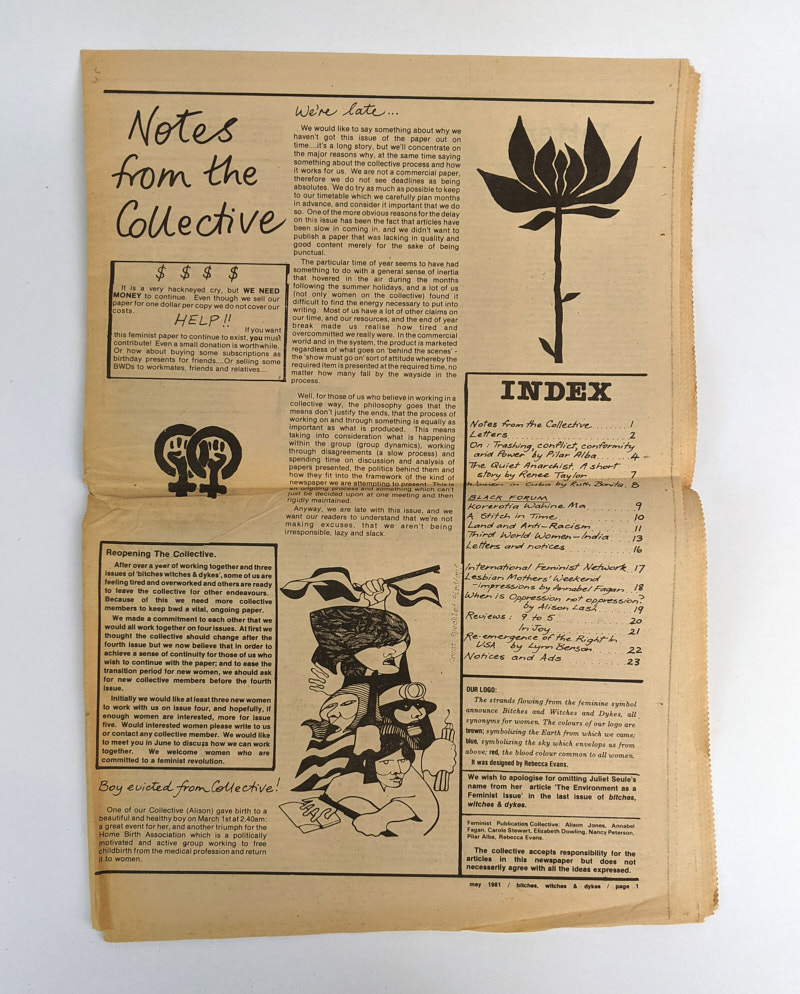 Notes
from the
Collective
$ $ $ $
It is a very hackneyed cry, but WE NEED
MONEY to continue. Even though we sell our
paper for one dollar per copy we do not cover our
costs.
HELP!!
If you want
this feminist paper to continue to exist, you must
contribute! Even a small donation is worthwhile.
Or how about buying some subscriptions as
birthday presents for friends....Or selling some
BWDs to workmates, friends and relatives...
Reopening The Collective.
After over a year of working together and three
issues of 'bitches witches & dykes', some of us are
feeling tired and overworked and others are ready
to leave the collective for other endeavours.
Because of this we need more collective
members to keep bwd a vital, ongoing paper.
We made a commitment to each other that we
would all work together on four issues. At first we
thought the collective should change after the
fourth issue but we now believe that in order to
achieve a sense of continuity for those of us who
wish to continue with the paper; and to ease the
transition period for new women, we should ask
for new collective members before the fourth
issue.
Initially we would like at least three new women
to work with us on issue four, and hopefully, if
enough women are interested, more for issue
five. Would interested women please write to us
or contact any collective member. We would like
to meet you in June to discuss how we can work
together. We welcome women who are
committed to a feminist revolution.
Boy evicted from Collective!
One of our Collective (Alison) gave birth to a
beautiful and healthy boy on March 1st at 2.40am:
a great event for her, and another triumph for the
Home Birth Association which is a politically
motivated and active group working to free
childbirth from the medical profession and return
it to women.
We're late...
We would like to say something about why we
haven't got this issue of the paper out on
time....it's a long story, but we'll concentrate on
the major reasons why, at the same time saying
something about the collective process and how
it works for us. We are not a commercial paper,
therefore we do not see deadlines as being
absolutes. We do try as much as possible to keep
to our timetable which we carefully plan months
in advance, and consider it important that we do
so. One of the more obvious reasons for the delay
on this issue has been the fact that articles have
been slow in coming in, and we didn't want to
publish a paper that was lacking in quality and
good content merely for the sake of being
punctual.
The particular time of year seems to have had
something to do with a general sense of inertia
that hovered in the air during the months
following the summer holidays, and a lot of us
(not only women on the collective) found it
difficult to find the energy necessary to put into
writing. Most of us have a lot of other claims on
our time, and our resources, and the end of year
break made us realise how tired and
overcommitted we really were. In the commercial
world and in the system, the product is marketed
regardless of what goes on 'behind the scenes' -
the 'show must go on' sort of attitude whereby the
required item is presented at the required time, no
matter how many fall by the wayside in the
process.
Well, for those of us who believe in working in a
collective way, the philosophy goes that the
means don't justify the ends, that the process of
working on and through something is equally as
important as what is produced. This means
taking into consideration what is happening
within the group (group dynamics), working
through disagreements (a slow process) and
spending time on discussion and analysis of
papers presented, the politics behind them and
how they fit into the framework of the kind of
newspaper we are attempting to present. This is
an ongoing process and something which can't
just be decided upon at one meeting and then
rigidly maintained.
Anyway, we are late with this issue, and we
want our readers to understand that we're not
making excuses, that we aren't being
irresponsible, lazy and slack.
INDEX
Notes from the Collective ........ 1
Letters .......................... 2
On: Trashing, conflict, conformity
and Power by Pilar Alba. ...... 4
The Quiet Anarchist, A short
story by Renee Taylor ....... 7
Women in Cuba by Ruth Bonita. 8
BLACK FORUM
Korerotia Wahine Ma ........... 9
A Stitch in Time ............... 10
Land and Anti-Racism ......... 11
Third World Women-India ..... 13
Letters and notices ............ 16
International Feminist Network. 17
Lesbian Mothers' Weekend
- impressions by Annabel Fagan. 18
When is Oppression not oppression?
by Alison Lash ........ 19
Reviews: 9 to 5 ............... 20
In Joy ................ 21
Re-emergence of the Right in
USA by Lynn Benson ...... 22
Notices and Ads ............... 23
OUR LOGO:
The strands flowing from the feminine symbol
announce Bitches and Witches and Dykes, all
synonyms for women. The colours of our logo are
brown; symbolizing the Earth from which we came;
blue, symbolizing the sky which envelops us from
above; red, the blood colour common to all women.
It was designed by Rebecca Evans.
We wish to apologise for omitting Juliet Seule's
name from her article 'The Environment as a
Feminist Issue' in the last issue of bitches,
witches & dykes.
Feminist Publication Collective: Alison Jones, Annabel
Fagan, Carole Stewart, Elizabeth Dowling, Nancy Peterson,
Pilar Alba, Rebecca Evans
The collective accepts responsibility for the
articles in this newspaper but does not
necessarily agree with all the ideas expressed.
may 1981 / bitches, witches & dykes / page 1